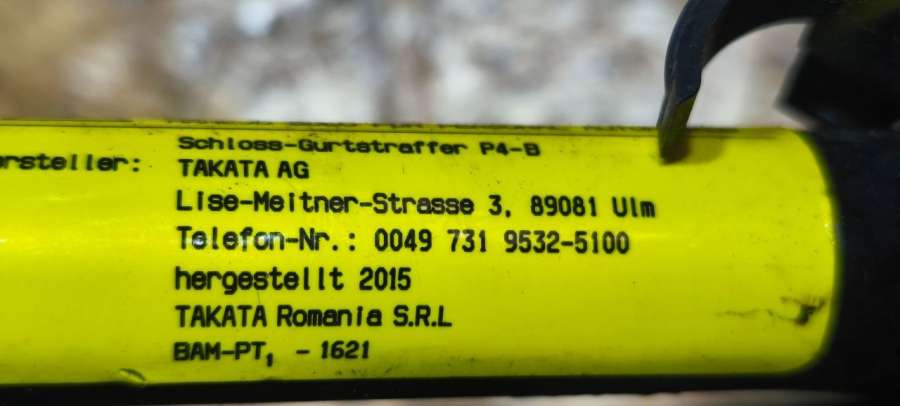 Schloss-Gurtstraffer P4-B
ersteller: TAKATA AG
Lise-Meitner-Strasse 3, 89081 Ulm
Telefon-Nr.: 0049 731 9532-5100
hergestellt 2015
TAKATA Romania S.R.L
BAM-PT, - 1621